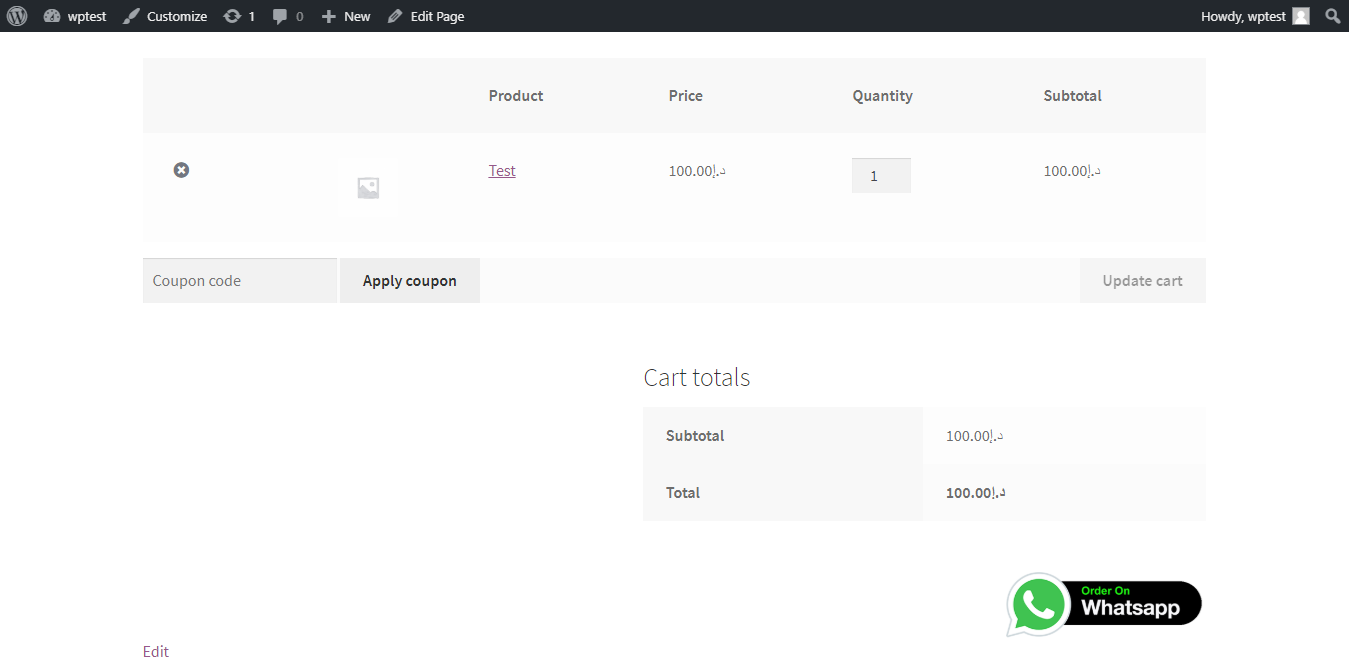 wptest Customize 1 0 New Edit Page Howdy, wptest
Product Price Quantity Subtotal
Test 100.00د.إ 1 100.00د.إ
Coupon code Apply coupon Update cart
Cart totals
Subtotal 100.00د.إ
Total 100.00د.إ
Order On
Whatsapp
Edit